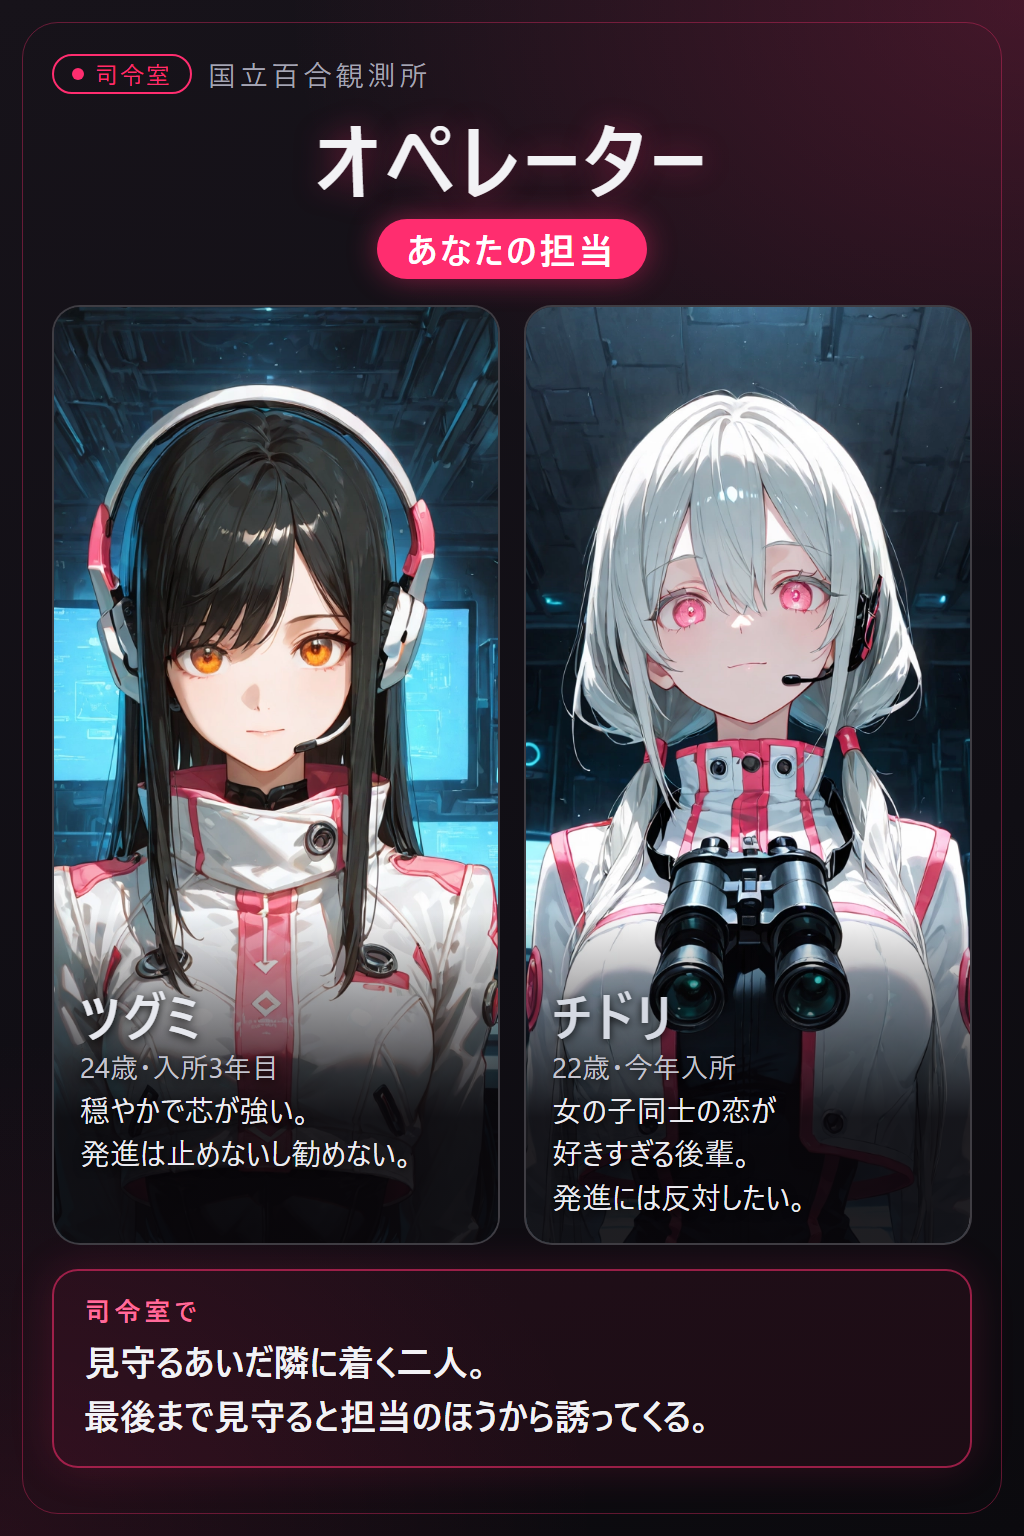 司令室 国立百合観測所
オペレーター
あなたの担当
ツグミ
24歳・入所3年目
穏やかで芯が強い。
発進は止めないし勧めない。
チドリ
22歳・今年入所
女の子同士の恋が
好きすぎる後輩。
発進には反対したい。
司令室で
見守るあいだ隣に着く二人。
最後まで見守ると担当のほうから誘ってくる。